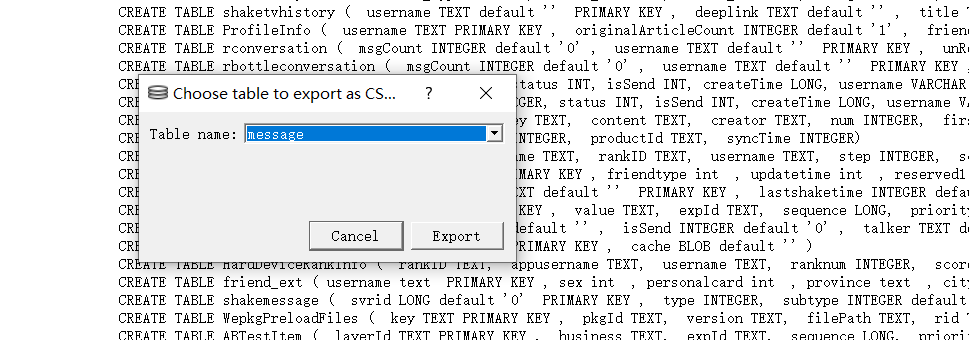 CREATE TABLE shaketvhistory (  username TEXT default ''  PRIMARY KEY ,  deeplink TEXT default '' ,  title T
CREATE TABLE ProfileInfo (  username TEXT PRIMARY KEY ,  originalArticleCount INTEGER default '1' ,  frien
CREATE TABLE rconversation (  msgCount INTEGER default '0' ,  username TEXT default ''  PRIMARY KEY ,  unR
CREATE TABLE rbottleconversation (  msgCount INTEGER default '0' ,  username TEXT default ''  PRIMARY KEY ,
CRE status INT, isSend INT, createTime LONG, username VARCHAR
CRE GER, status INT, isSend INT, createTime LONG, username VA
CRE ey TEXT,  content TEXT,  creator TEXT,  num INTEGER,  firs
CRE INTEGER,  productId TEXT,  syncTime INTEGER)
CRE me TEXT,  rankID TEXT,  username TEXT,  step INTEGER,  sc
CRE MARY KEY , friendtype int  , updatetime int  , reserved1
CRE XT default ''  PRIMARY KEY ,  lastshaketime INTEGER defau
CRE KEY ,  value TEXT,  expId TEXT,  sequence LONG,  priority
CRE default '' ,  isSend INTEGER default '0' ,  talker TEXT de
CRE PRIMARY KEY ,  cache BLOB default '' )
CREATE TABLE HardDeviceRankInfo (  rankID TEXT,  appusername TEXT,  username TEXT,  ranknum INTEGER,  scor
CREATE TABLE friend_ext ( username text  PRIMARY KEY , sex int  , personalcard int  , province text  , city
CREATE TABLE shakemessage (  svrid LONG default '0'  PRIMARY KEY ,  type INTEGER,  subtype INTEGER default
CREATE TABLE WepkgPreloadFiles (  key TEXT PRIMARY KEY ,  pkgId TEXT,  version TEXT,  filePath TEXT,  rid T
CREATE TABLE ABTestItem (  layerId TEXT PRIMARY KEY ,  business TEXT,  expId TEXT,  sequence LONG,  priorit
Choose table to export as CS... ?
Table name: message
Cancel Export